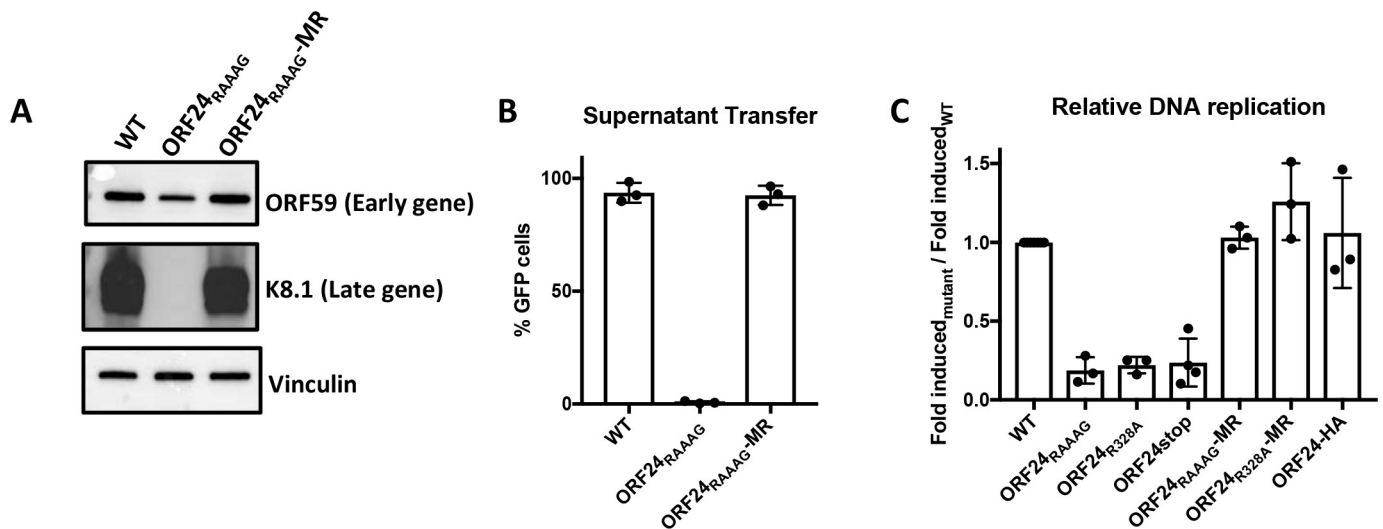 A
WT
ORF24RAAAG
ORF24RAAAG-MR
ORF59 (Early gene)
K8.1 (Late gene)
Vinculin
B
Supernatant Transfer
% GFP cells
100
50
0
WT
ORF24RAAAG
ORF24RAAAG-MR
C
Relative DNA replication
Fold inducedmutant / Fold inducedWT
1.5
1.0
0.5
0.0
WT
ORF24RAAAG
ORF24R328A
ORF24stop
ORF24RAAAG-MR
ORF24R328A-MR
ORF24-HA